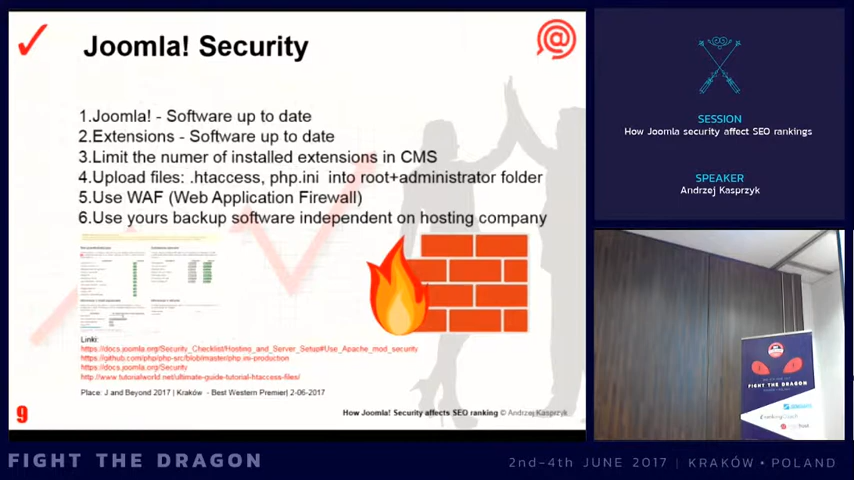 Joomla! Security
1.Joomla! - Software up to date
2.Extensions - Software up to date
3.Limit the numer of installed extensions in CMS
4.Upload files: .htaccess, php.ini into root+administrator folder
5.Use WAF (Web Application Firewall)
6.Use yours backup software independent on hosting company
Linki:
https://docs.joomla.org/Security_Checklist/Hosting_and_Server_Setup#Use_Apache_mod_security
https://github.com/php/php-src/blob/master/php.ini-production
https://docs.joomla.org/Security
http://www.tutorialworld.net/ultimate-guide-tutorial-htaccess-files/
Place: J and Beyond 2017 | Kraków - Best Western Premier| 2-06-2017
9
How Joomla! Security affects SEO ranking © Andrzej Kasprzyk
SESSION
How Joomla security affect SEO rankings
SPEAKER
Andrzej Kasprzyk
FIGHT THE DRAGON
FIGHT THE DRAGON
2nd-4th JUNE 2017 | KRAKÓW • POLAND